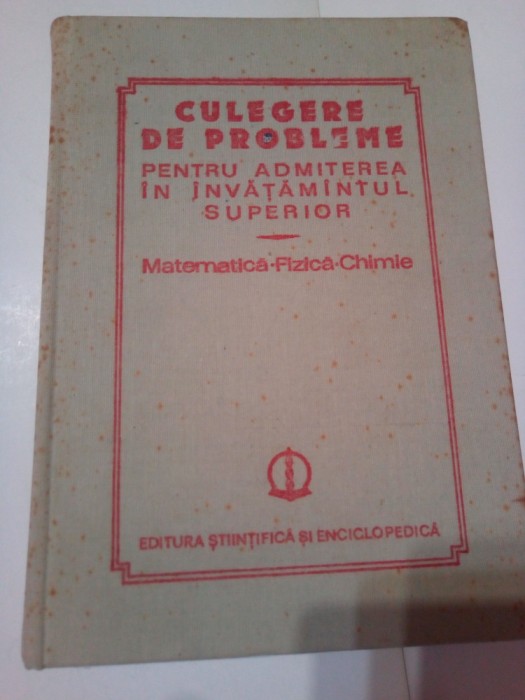 CULEGERE
DE PROBLEME
PENTRU ADMITEREA
ÎN ÎNVĂȚĂMÎNTUL
SUPERIOR
Matematică·Fizică·Chimie
EDITURA ȘTIINȚIFICĂ ȘI ENCICLOPEDICĂ